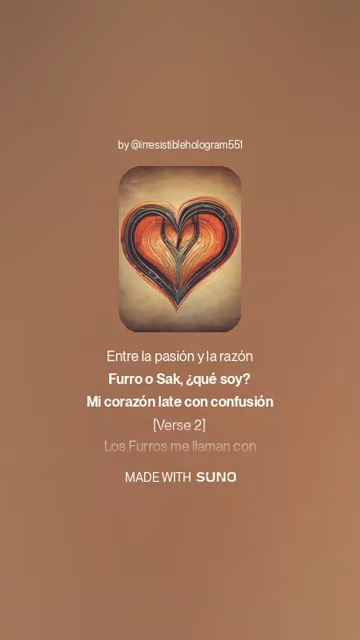 by @irresistiblehologram551
Entre la pasión y la razón
Furro o Sak, ¿qué soy?
Mi corazón late con confusión
[Verse 2]
Los Furros me llaman con
MADE WITH SUNO